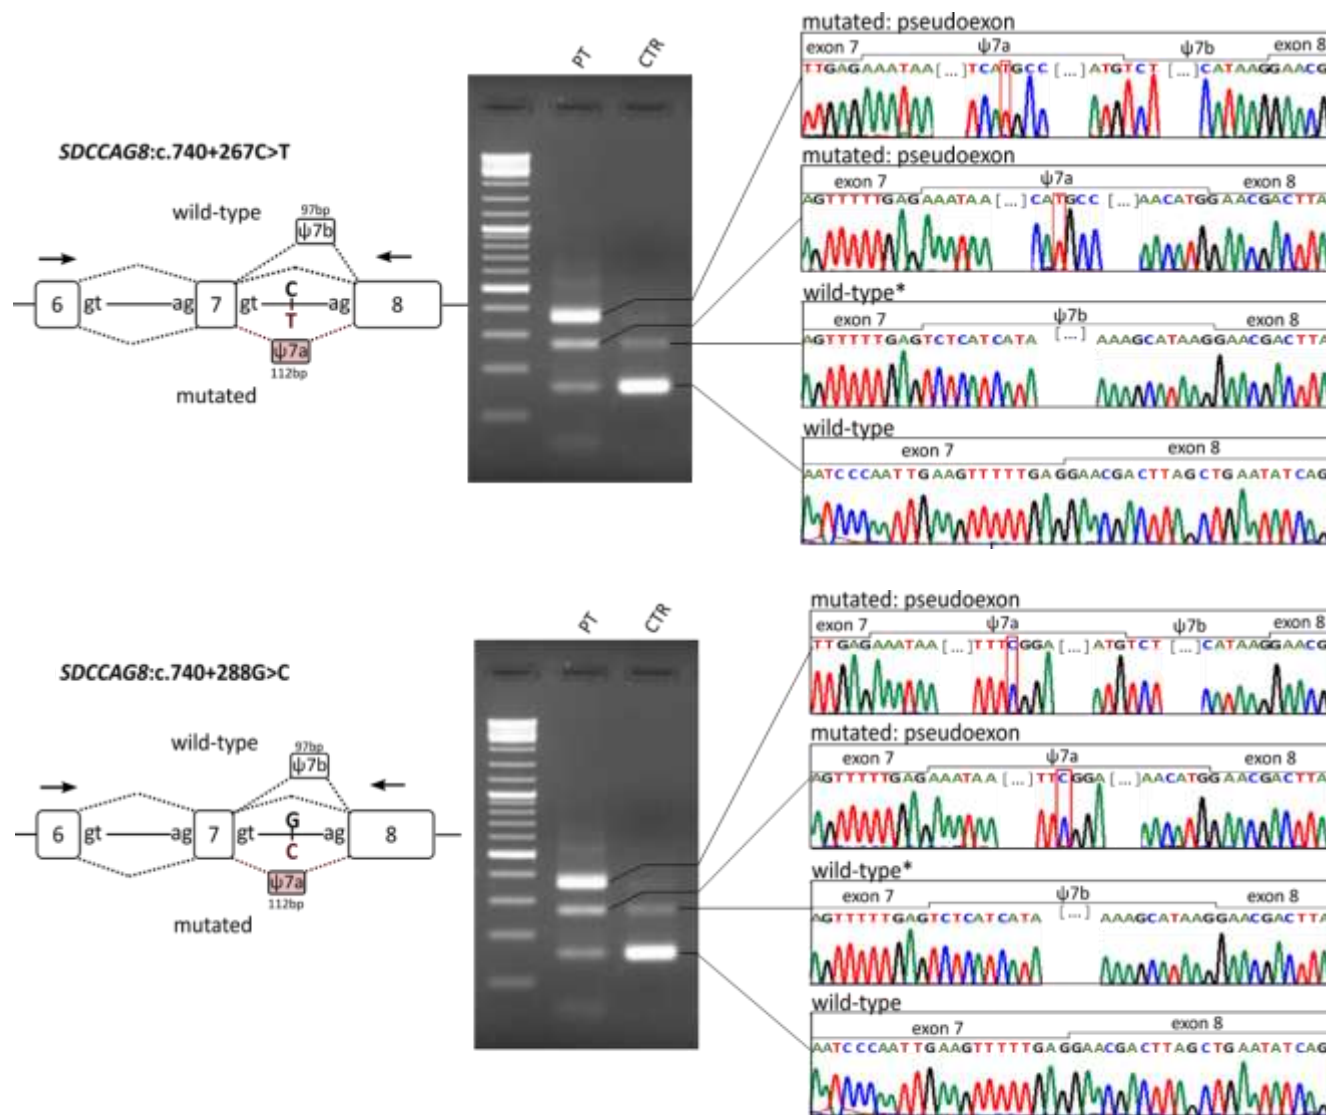 SDCCAG8:c.740+267C>T
wild-type
97bp
ψ7b
6 gt ag 7 gt C ag 8
T
ψ7a
112bp
mutated
PT CTR
mutated: pseudoexon
exon 7 ψ7a ψ7b exon 8
TTGAGAAATAA [...] TCATGCC [...] ATGTCT [...] CATAAGGAACG
mutated: pseudoexon
exon 7 ψ7a exon 8
AGTTTTTGAGAAATAA [...] CATGCC [...] AACATGGAACGACTTA
wild-type*
exon 7 ψ7b exon 8
AGTTTTTGAGTCTCATCATA [...] AAAGCATAAGGAACGACTTA
wild-type
exon 7 exon 8
AATCCCAATTGAAGTTTTTGAGGAACGACTTAGCTGAATATCAG
SDCCAG8:c.740+288G>C
wild-type
97bp
ψ7b
6 gt ag 7 gt G ag 8
C
ψ7a
112bp
mutated
PT CTR
mutated: pseudoexon
exon 7 ψ7a ψ7b exon 8
TTGAGAAATAA [...] TTTCGGA [...] ATGTCT [...] CATAAGGAACG
mutated: pseudoexon
exon 7 ψ7a exon 8
AGTTTTTGAGAAATAA [...] TTCGGA [...] AACATGGAACGACTTA
wild-type*
exon 7 ψ7b exon 8
AGTTTTTGAGTCTCATCATA [...] AAAGCATAAGGAACGACTTA
wild-type
exon 7 exon 8
AATCCCAATTGAAGTTTTTGAGGAACGACTTAGCTGAATATCAG